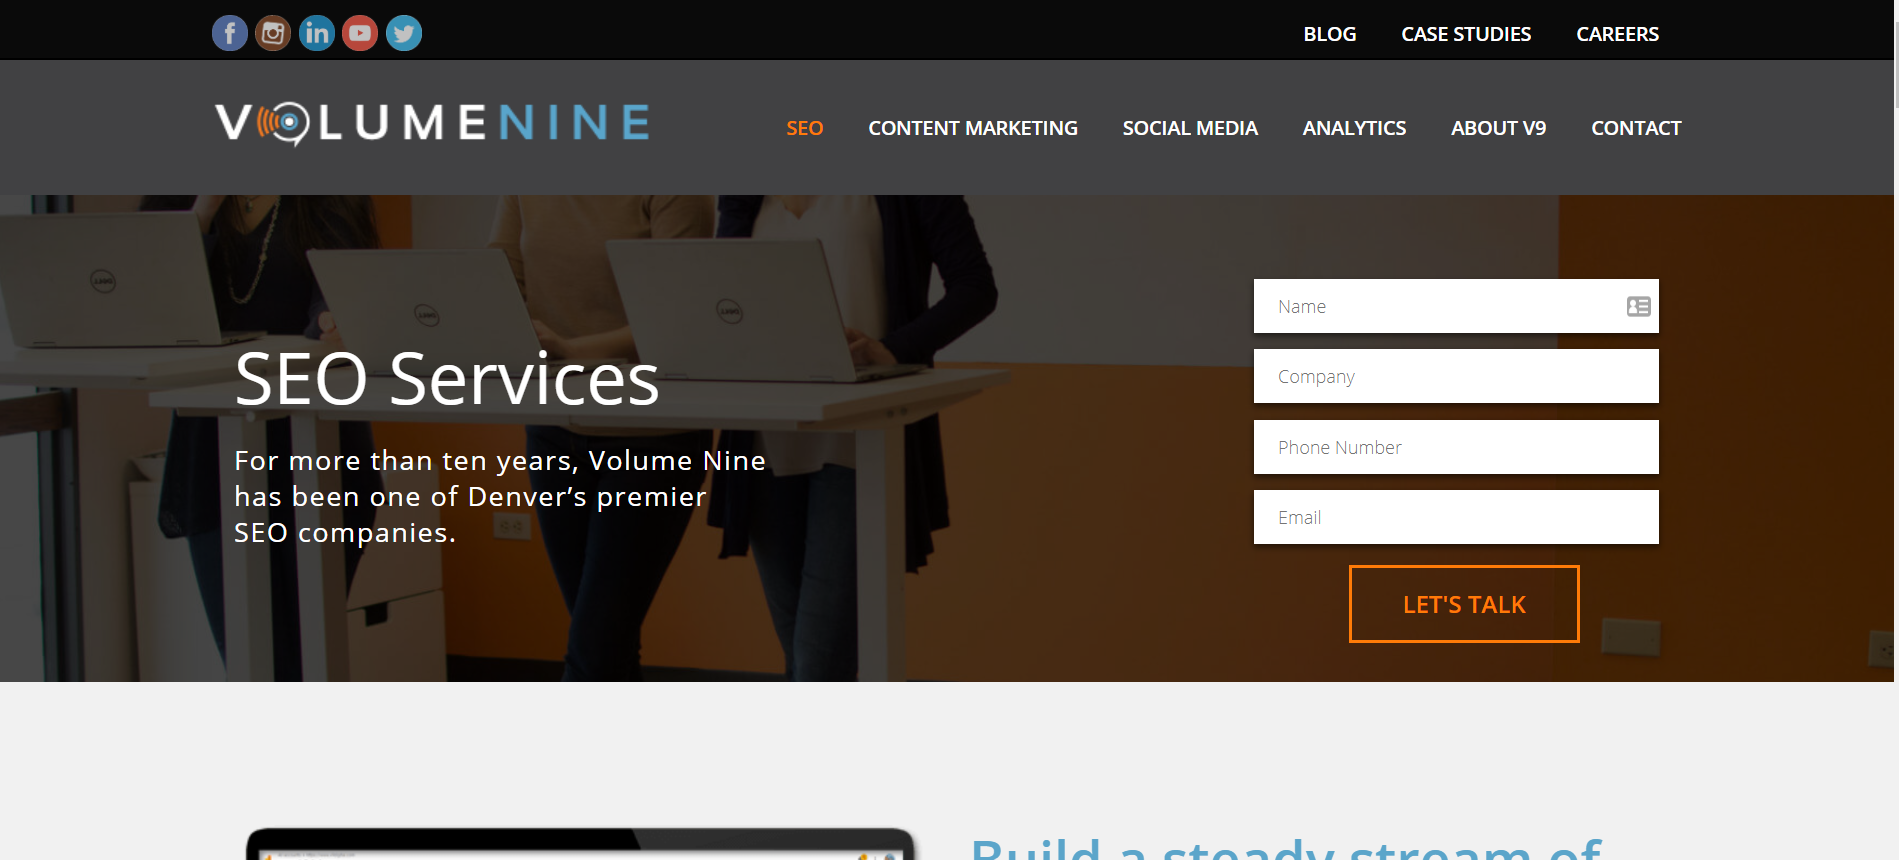 BLOG CASE STUDIES CAREERS
VOLUMENINE
SEO CONTENT MARKETING SOCIAL MEDIA ANALYTICS ABOUT V9 CONTACT
SEO Services
For more than ten years, Volume Nine
has been one of Denver’s premier
SEO companies.
Name
Company
Phone Number
Email
LET'S TALK
Build a steady stream of